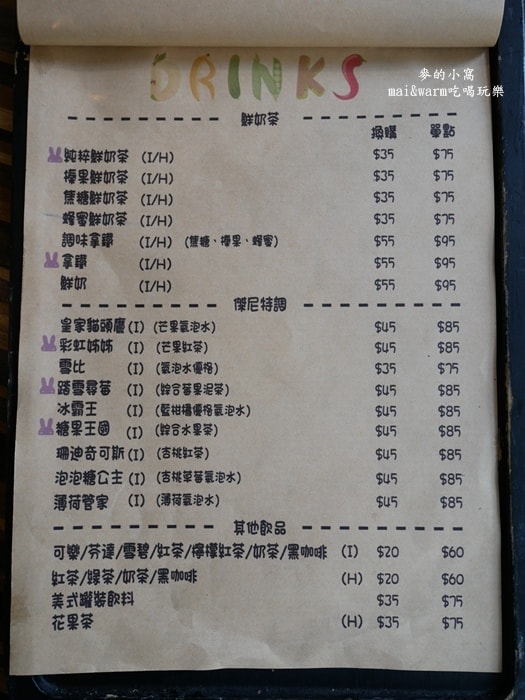 DRINKS
麥的小窩
mai&warm吃喝玩樂
鮮奶茶
換購 單點
純粹鮮奶茶 (I/H) $35 $75
榛果鮮奶茶 (I/H) $35 $75
焦糖鮮奶茶 (I/H) $35 $75
蜂蜜鮮奶茶 (I/H) $35 $75
調味拿鐵 (I/H) (焦糖、榛果、蜂蜜) $55 $95
拿鐵 (I/H) $55 $95
鮮奶 (I/H) $55 $95
傑尼特調
皇家貓頭鷹 (I) (芒果氣泡水) $45 $85
彩虹姊姊 (I) (芒果紅茶) $45 $85
雪比 (I) (氣泡水優格) $35 $75
踏雪尋莓 (I) (綜合莓果泥茶) $45 $85
冰霸王 (I) (藍柑橘優格氣泡水) $45 $85
糖果王國 (I) (綜合水果茶) $45 $85
珊迪奇可斯 (I) (杏桃紅茶) $45 $85
泡泡糖公主 (I) (杏桃草莓氣泡水) $45 $85
薄荷管家 (I) (薄荷氣泡水) $45 $85
其他飲品
可樂/芬達/雪碧/紅茶/檸檬紅茶/奶茶/黑咖啡 (I) $20 $60
紅茶/綠茶/奶茶/黑咖啡 (H) $20 $60
美式罐裝飲料 $35 $75
花果茶 (H) $35 $75